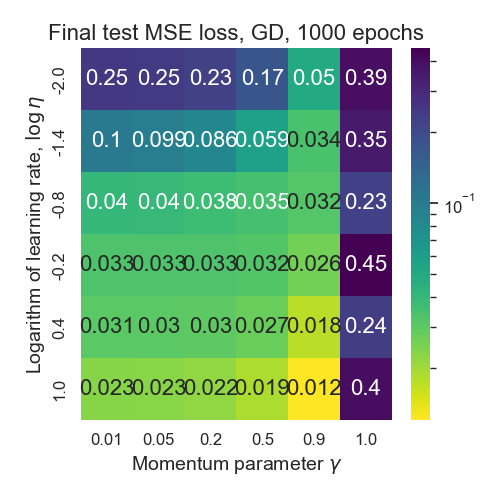 Final test MSE loss, GD, 1000 epochs
Logarithm of learning rate, log η
-2.0 0.25 0.25 0.23 0.17 0.05 0.39
-1.4 0.1 0.099 0.086 0.059 0.034 0.35
-0.8 0.04 0.04 0.038 0.035 0.032 0.23
-0.2 0.033 0.033 0.033 0.032 0.026 0.45
0.4 0.031 0.03 0.03 0.027 0.018 0.24
1.0 0.023 0.023 0.022 0.019 0.012 0.4
0.01 0.05 0.2 0.5 0.9 1.0
Momentum parameter γ
10⁻¹